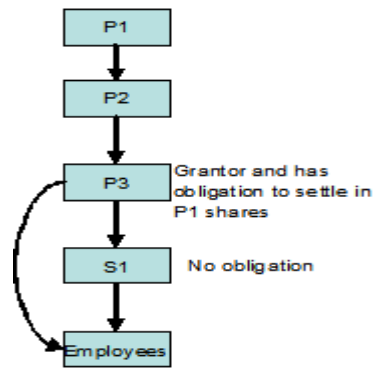 P1
P2
P3
Grantor and has
obligation to settle in
P1 shares
S1
No obligation
Employees